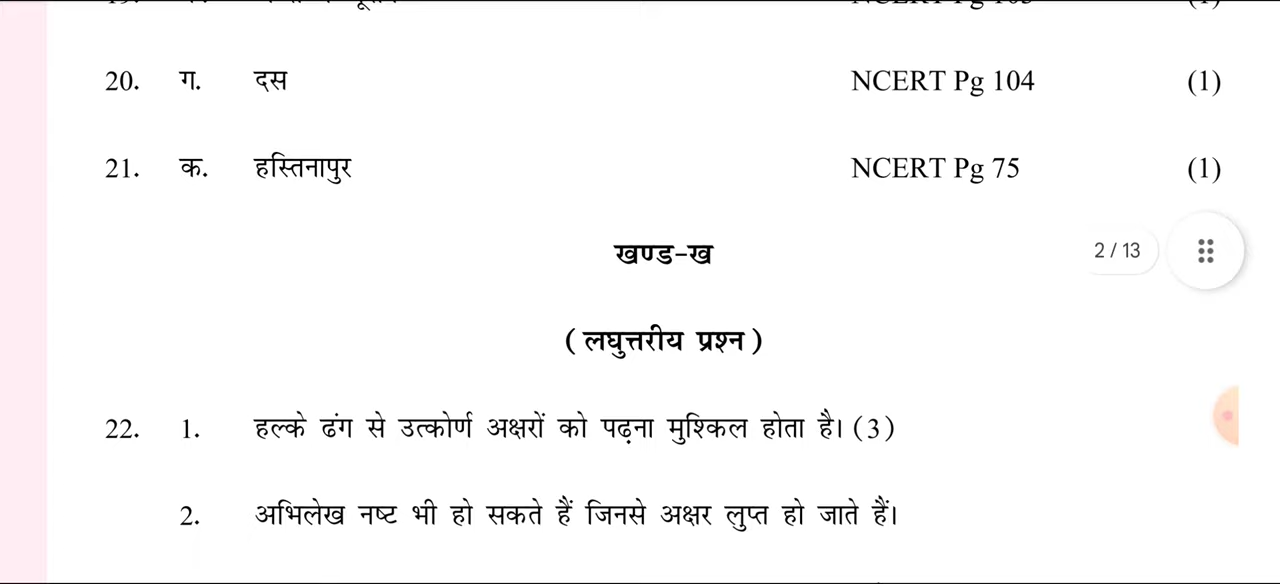 20. ग. दस NCERT Pg 104 (1)
21. क. हस्तिनापुर NCERT Pg 75 (1)
खण्ड-ख
2 / 13
(लघुत्तरीय प्रश्न)
22. 1. हल्के ढंग से उत्कोर्ण अक्षरों को पढ़ना मुश्किल होता है। (3)
2. अभिलेख नष्ट भी हो सकते हैं जिनसे अक्षर लुप्त हो जाते हैं।